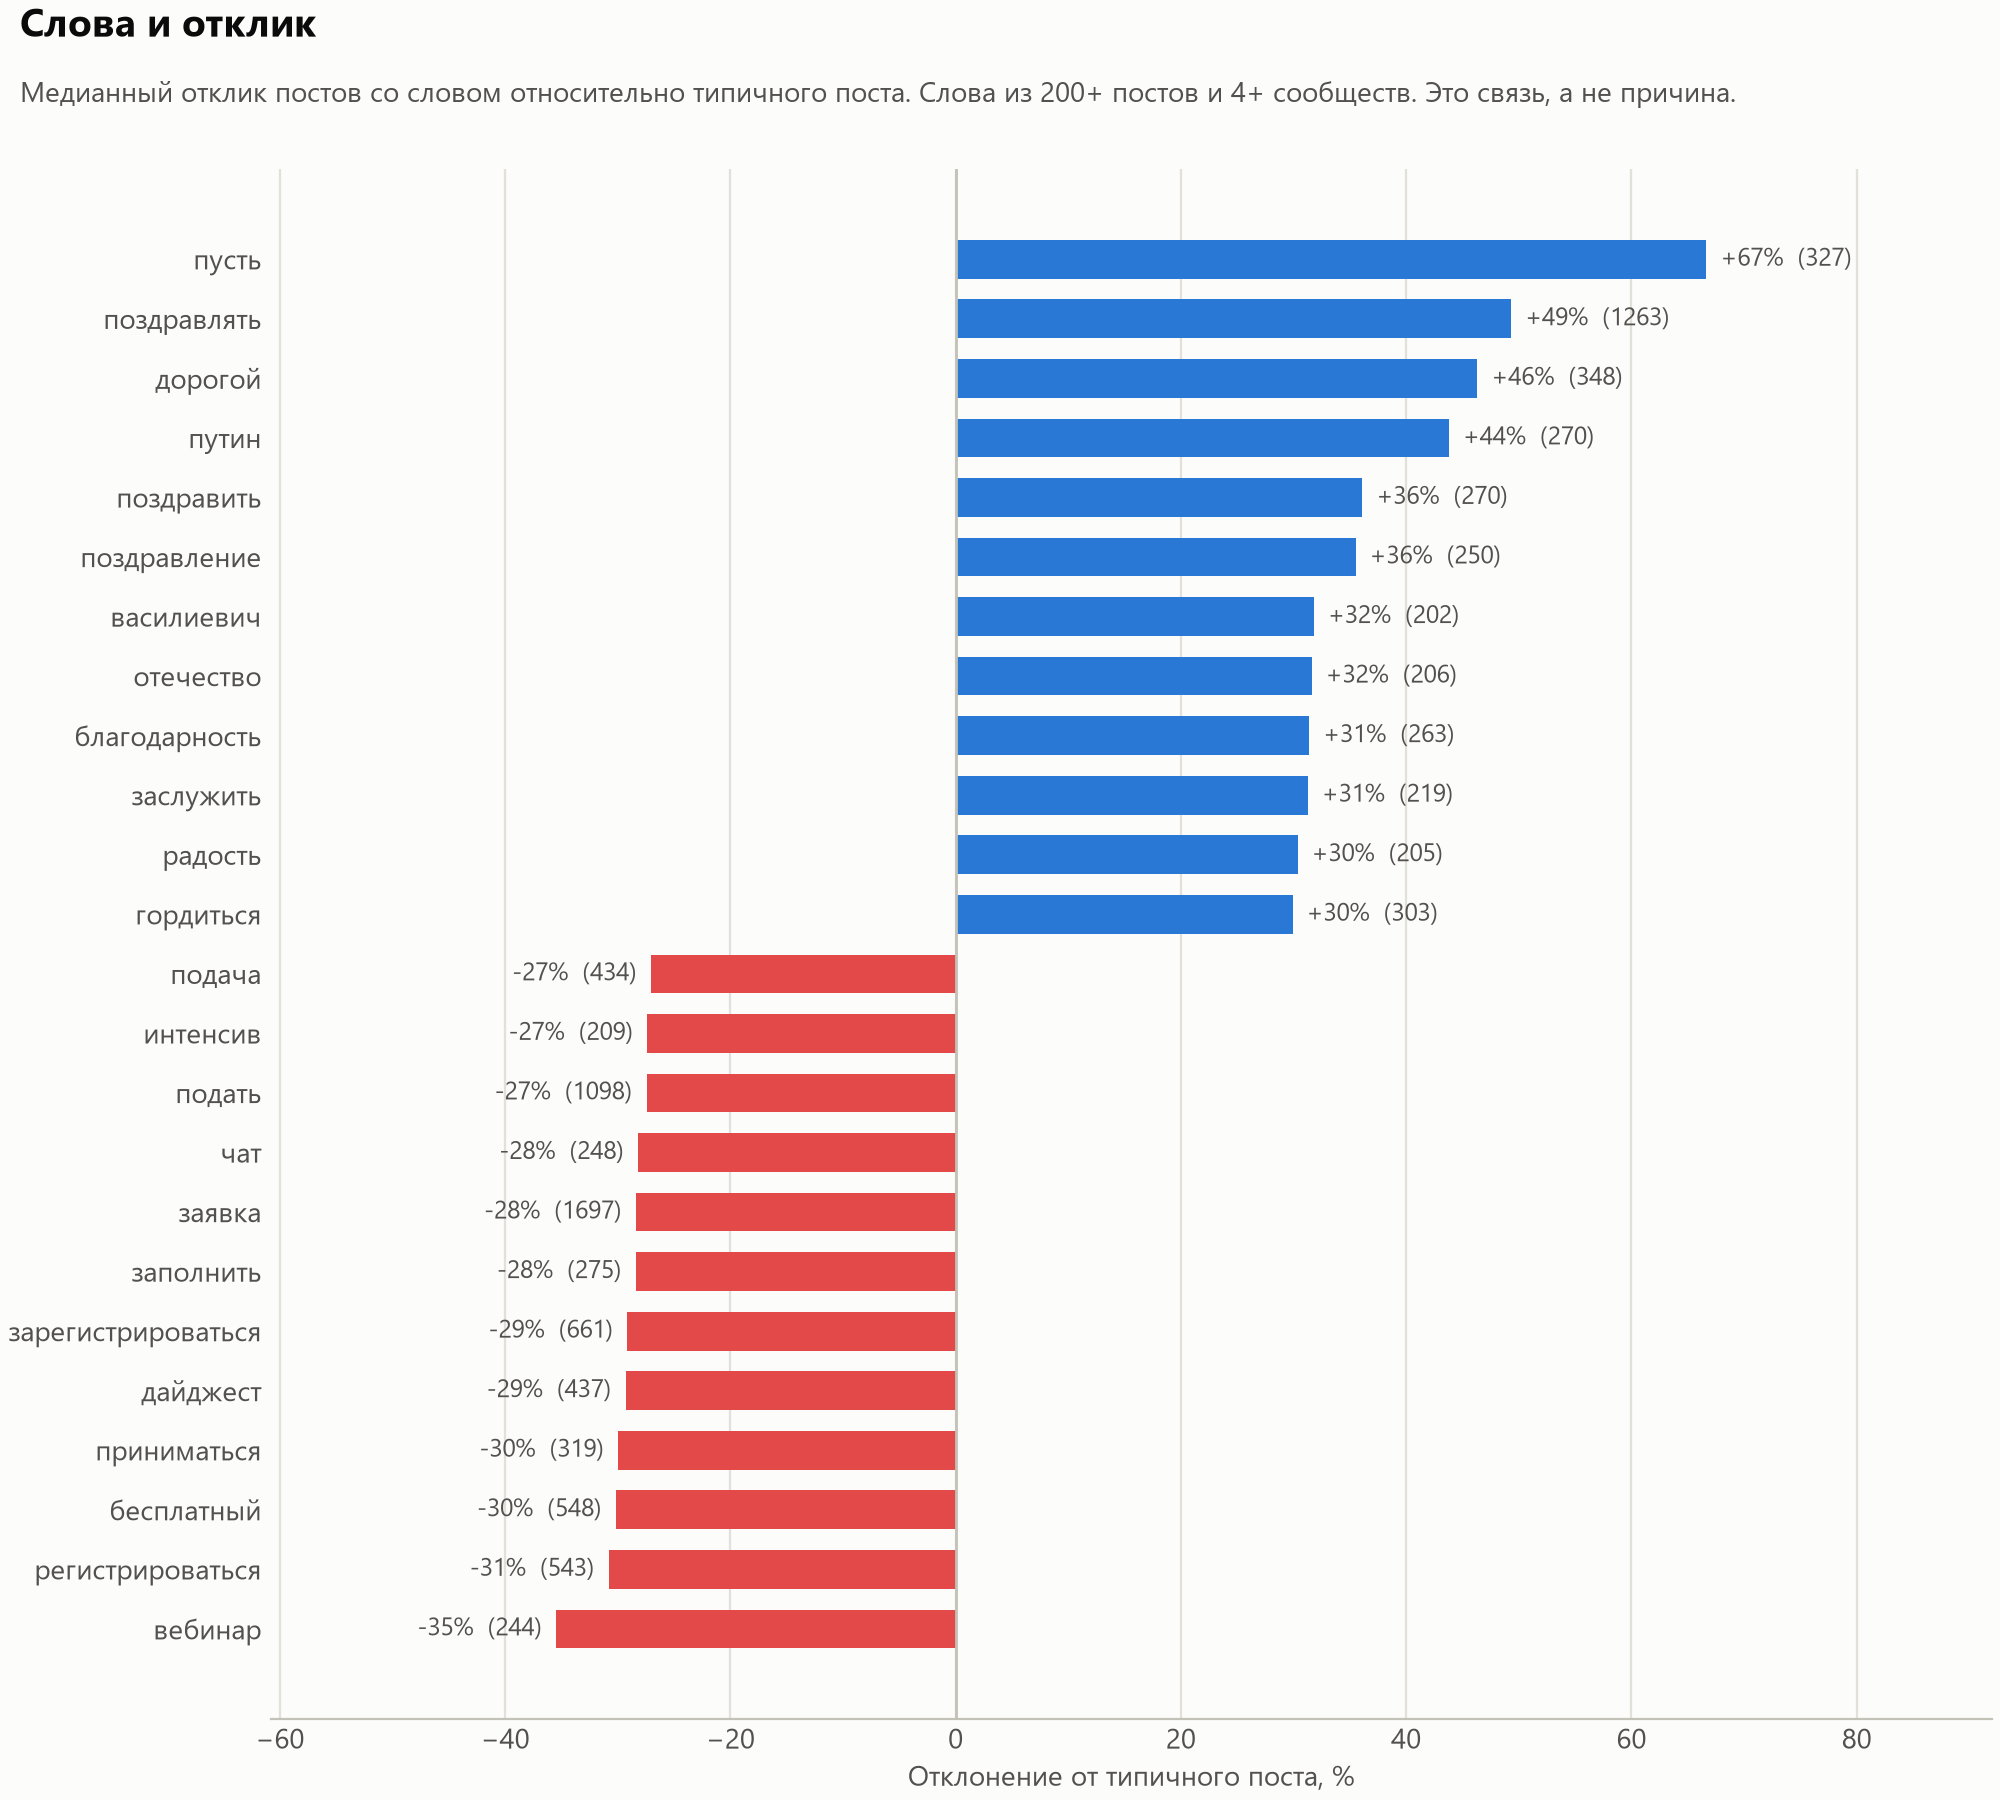 Слова и отклик
Медианный отклик постов со словом относительно типичного поста. Слова из 200+ постов и 4+ сообществ. Это связь, а не причина.
пусть +67% (327)
поздравлять +49% (1263)
дорогой +46% (348)
путин +44% (270)
поздравить +36% (270)
поздравление +36% (250)
василиевич +32% (202)
отечество +32% (206)
благодарность +31% (263)
заслужить +31% (219)
радость +30% (205)
гордиться +30% (303)
подача -27% (434)
интенсив -27% (209)
подать -27% (1098)
чат -28% (248)
заявка -28% (1697)
заполнить -28% (275)
зарегистрироваться -29% (661)
дайджест -29% (437)
приниматься -30% (319)
бесплатный -30% (548)
регистрироваться -31% (543)
вебинар -35% (244)
−60 −40 −20 0 20 40 60 80
Отклонение от типичного поста, %